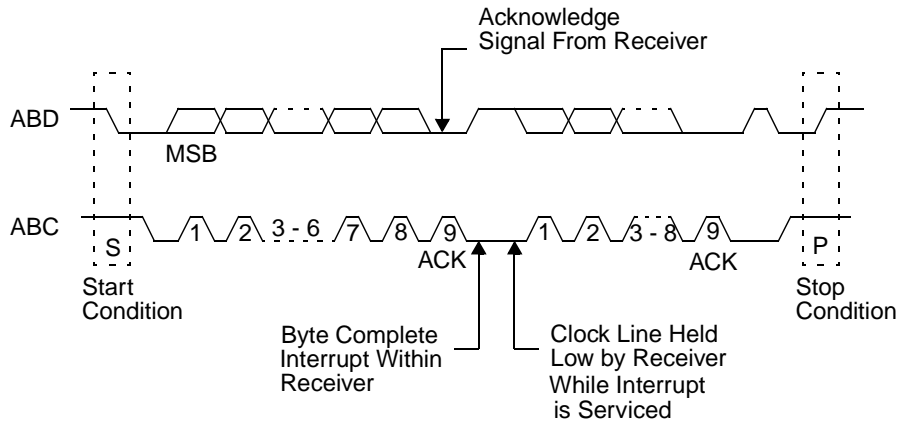 Acknowledge
Signal From Receiver
ABD
MSB
ABC
S
1
2
3 - 6
7
8
9
ACK
1
2
3 - 8
9
ACK
P
Start
Condition
Stop
Condition
Byte Complete
Interrupt Within
Receiver
Clock Line Held
Low by Receiver
While Interrupt
is Serviced